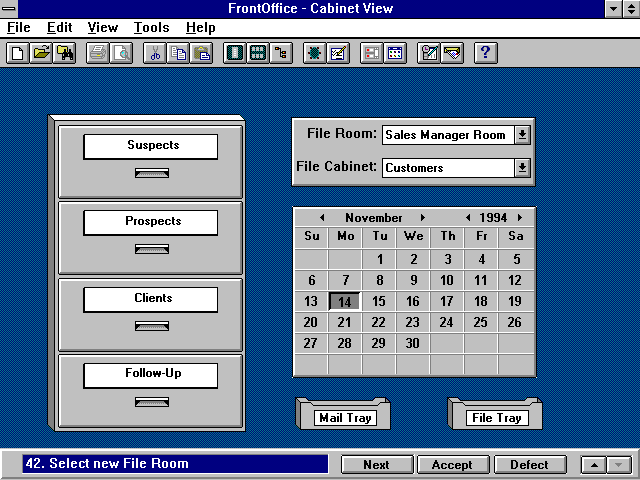 FrontOffice - Cabinet View
File Edit View Tools Help
?
Suspects
Prospects
Clients
Follow-Up
File Room: Sales Manager Room
File Cabinet: Customers
November 1994
Su Mo Tu We Th Fr Sa
1 2 3 4 5
6 7 8 9 10 11 12
13 14 15 16 17 18 19
20 21 22 23 24 25 26
27 28 29 30
Mail Tray File Tray
42. Select new File Room Next Accept Defect